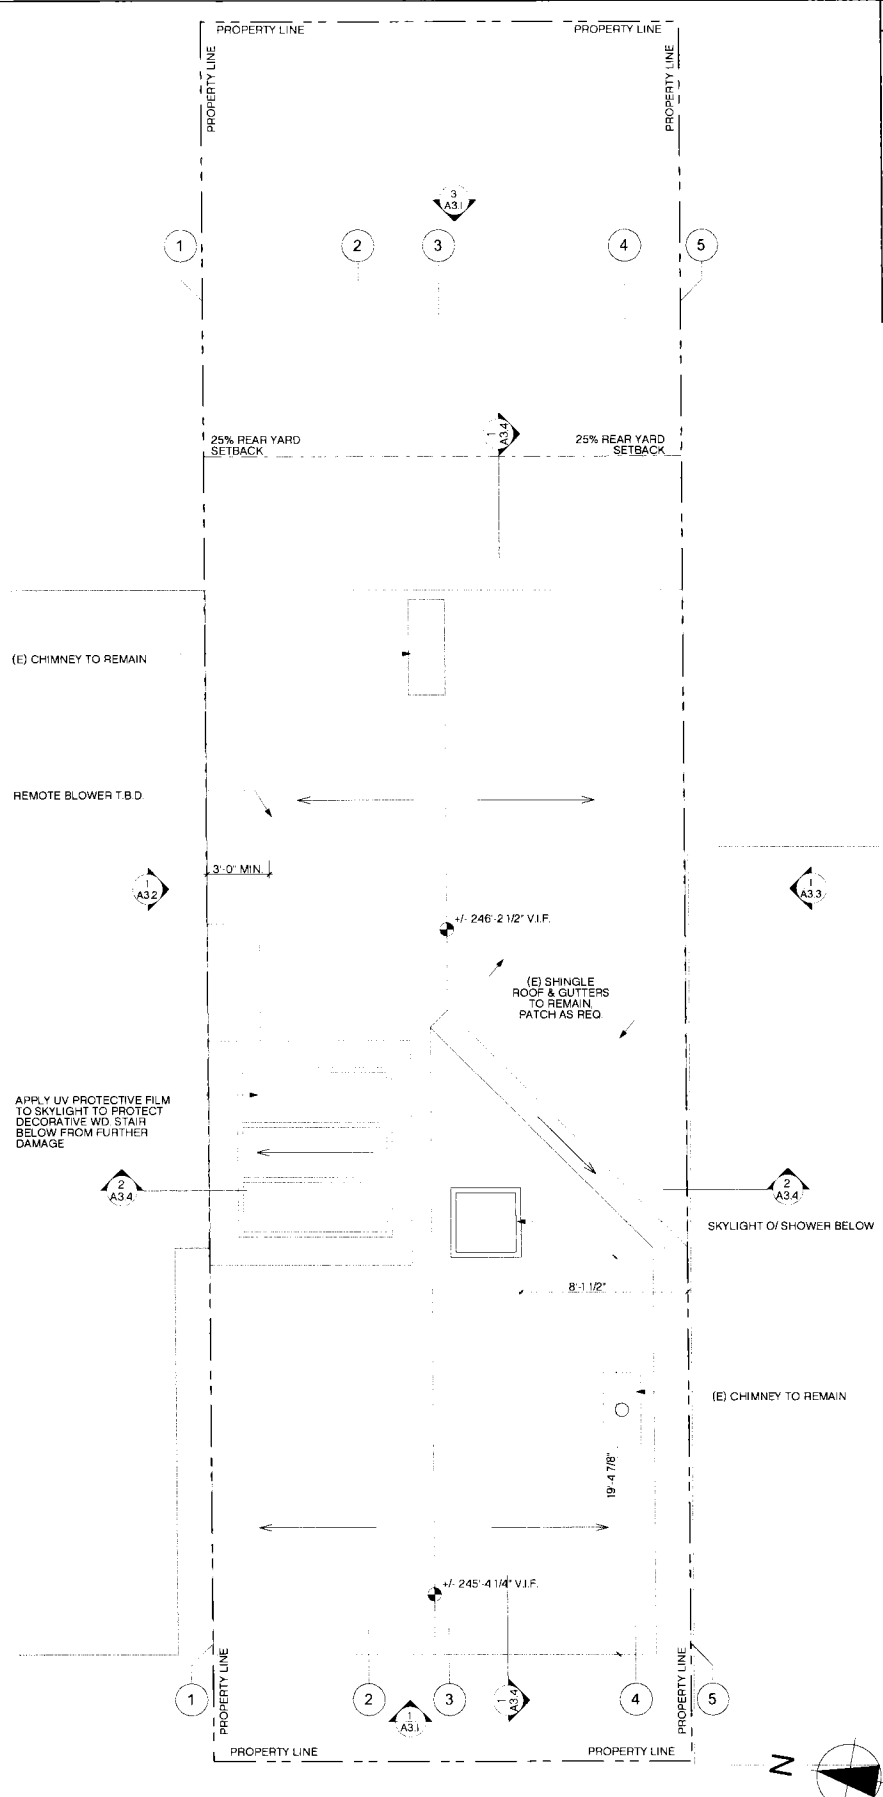 PROPERTY LINE
PROPERTY LINE
PROPERTY LINE
PROPERTY LINE
3
A3.1
1
2
3
4
5
25% REAR YARD
SETBACK
1
A3.4
25% REAR YARD
SETBACK
(E) CHIMNEY TO REMAIN
REMOTE BLOWER T.B.D.
3'-0" MIN.
1
A3.2
1
A3.3
+/- 246'-2 1/2" V.I.F.
(E) SHINGLE
ROOF & GUTTERS
TO REMAIN,
PATCH AS REQ.
APPLY UV PROTECTIVE FILM
TO SKYLIGHT TO PROTECT
DECORATIVE WD. STAIR
BELOW FROM FURTHER
DAMAGE
2
A3.4
2
A3.4
SKYLIGHT O/ SHOWER BELOW
8'-1 1/2"
(E) CHIMNEY TO REMAIN
19'-4 7/8"
+/- 245'-4 1/4" V.I.F.
PROPERTY LINE
PROPERTY LINE
1
2
3
4
5
1
A3.4
1
A3.1
PROPERTY LINE
PROPERTY LINE
N